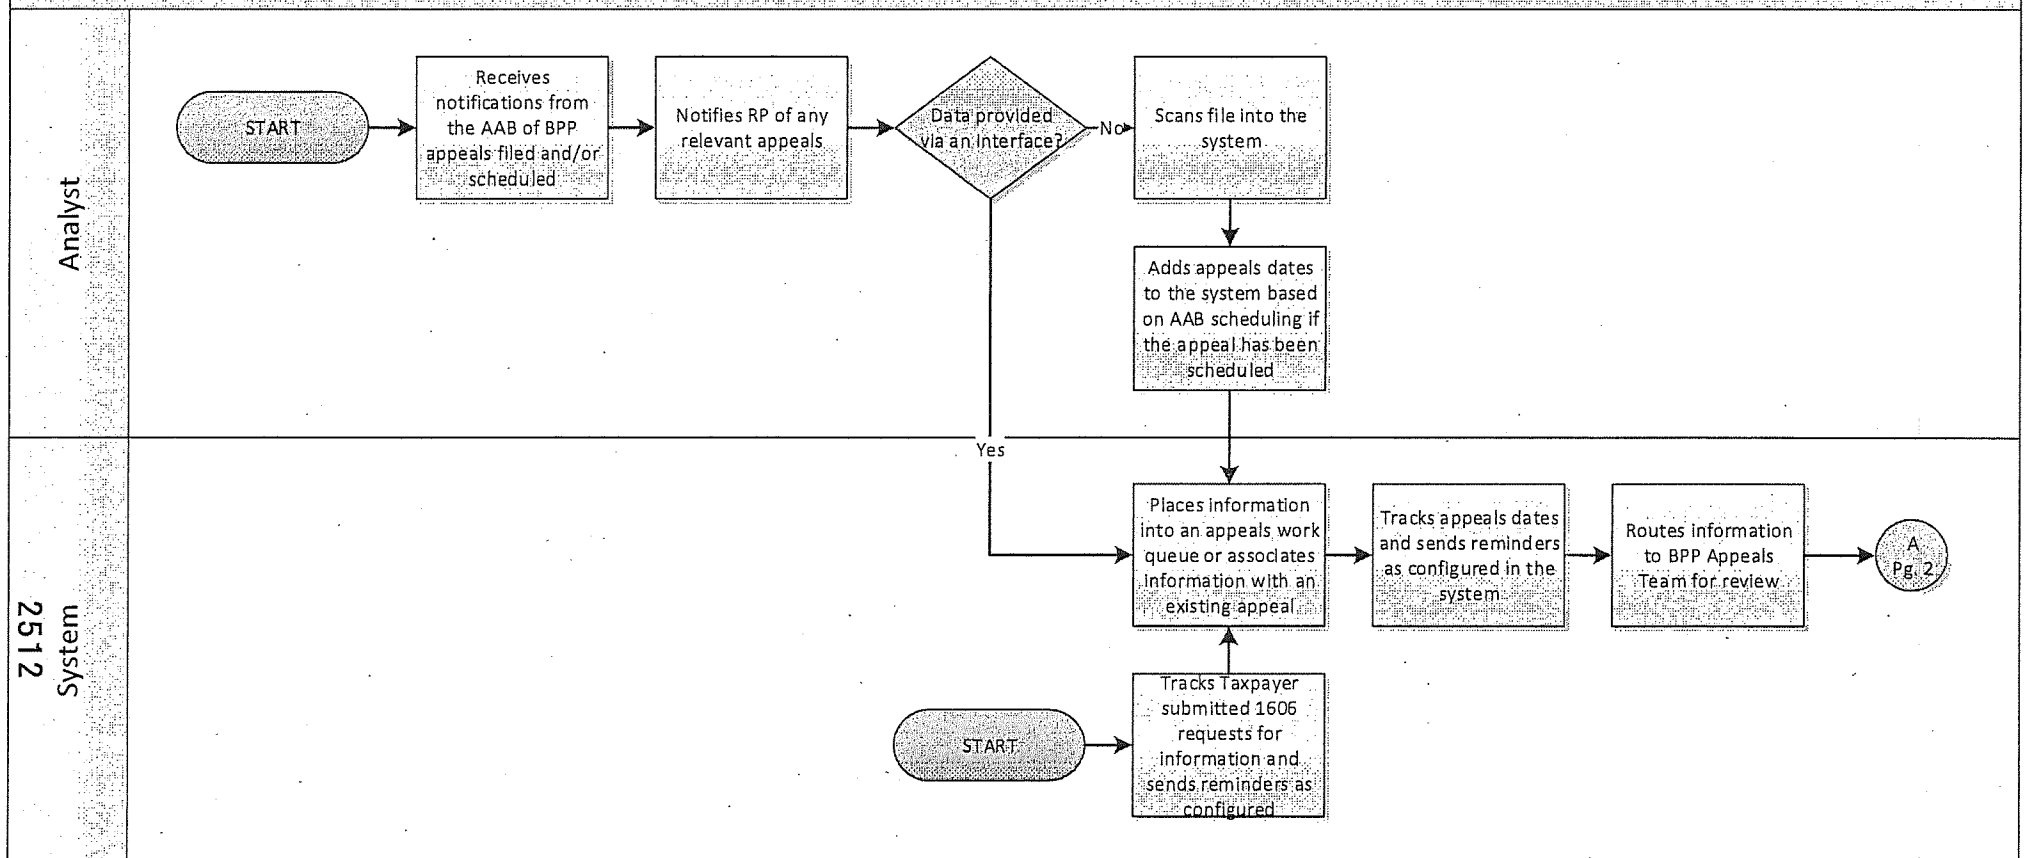 Analyst
START
Receives
notifications from
the AAB of BPP
appeals filed and/or
scheduled
Notifies RP of any
relevant appeals
Data provided
via an interface?
No
Scans file into the
system
Adds appeals dates
to the system based
on AAB scheduling if
the appeal has been
scheduled
Yes
System
2512
Places information
into an appeals work
queue or associates
information with an
existing appeal
Tracks appeals dates
and sends reminders
as configured in the
system
Routes information
to BPP Appeals
Team for review
A
Pg. 2
START
Tracks Taxpayer
submitted 1606
requests for
information and
sends reminders as
configured